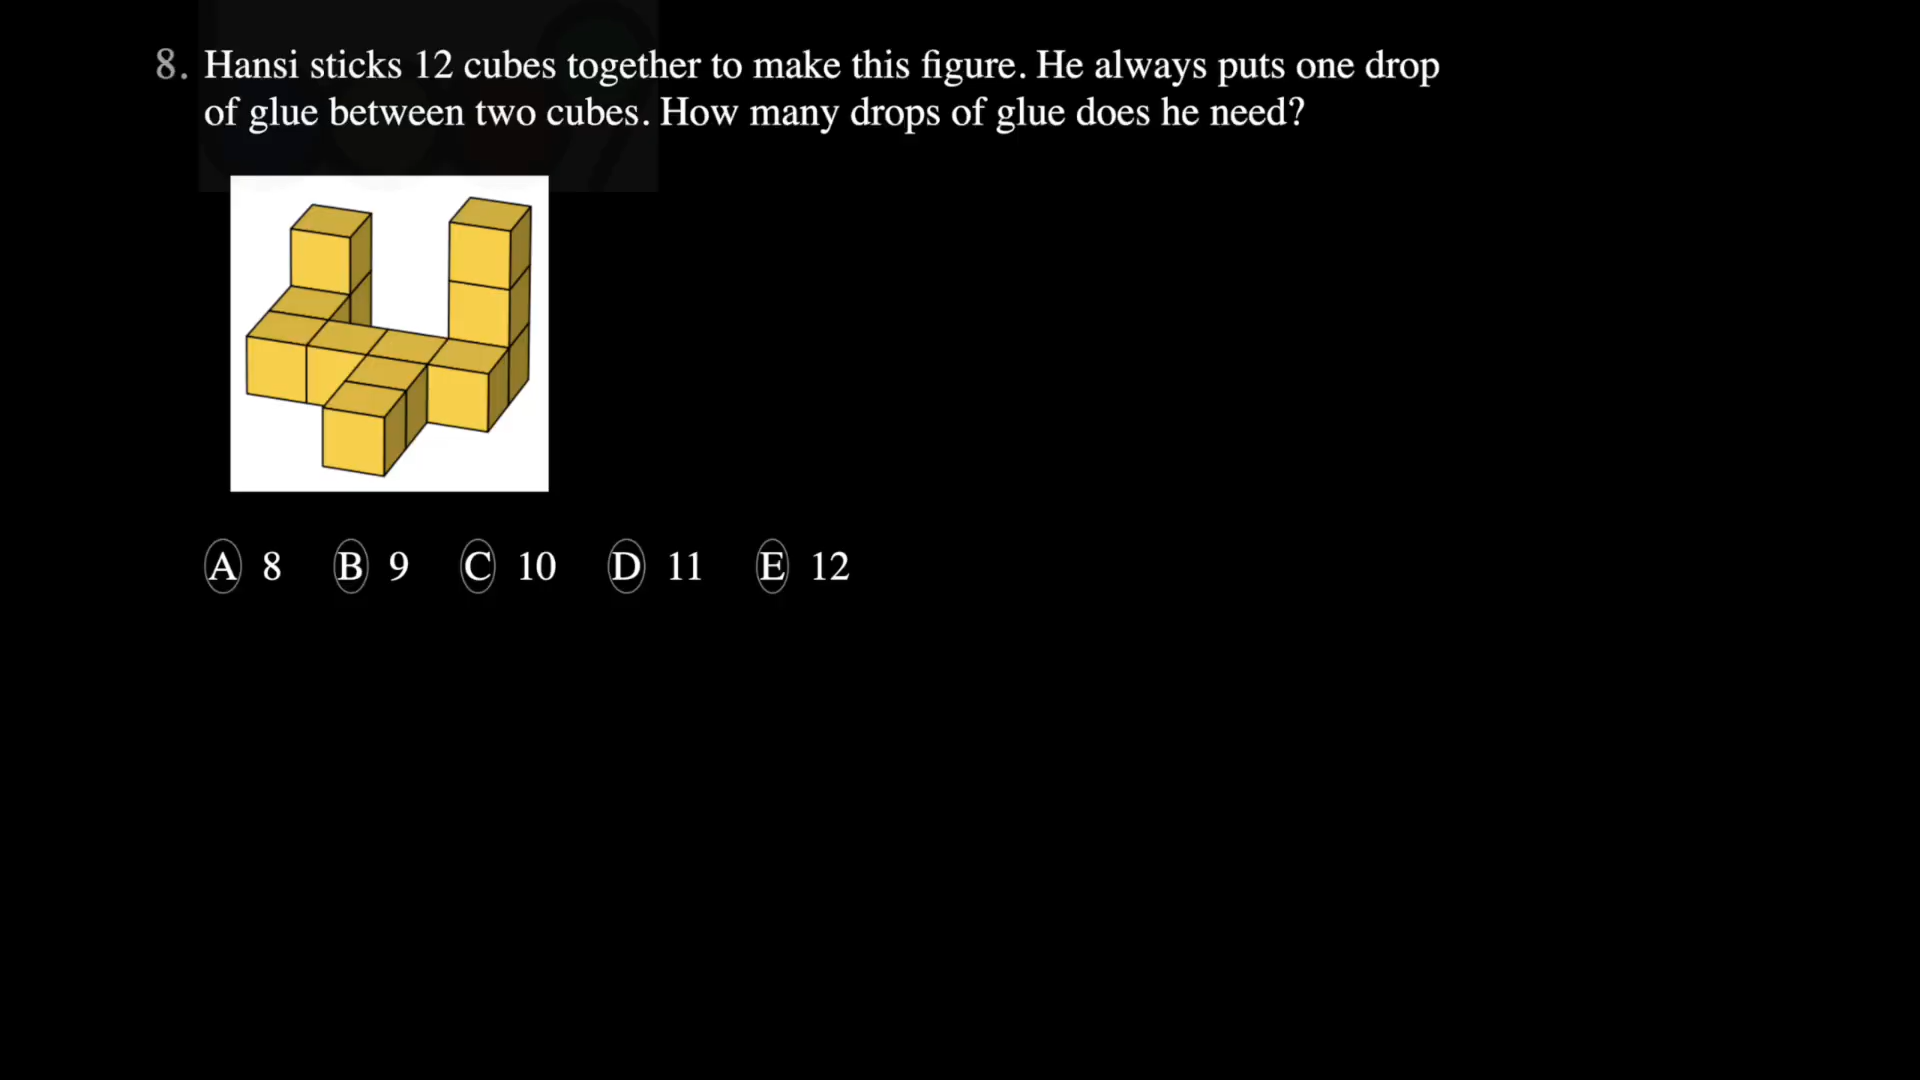 8. Hansi sticks 12 cubes together to make this figure. He always puts one drop
of glue between two cubes. How many drops of glue does he need?
A 8 B 9 C 10 D 11 E 12